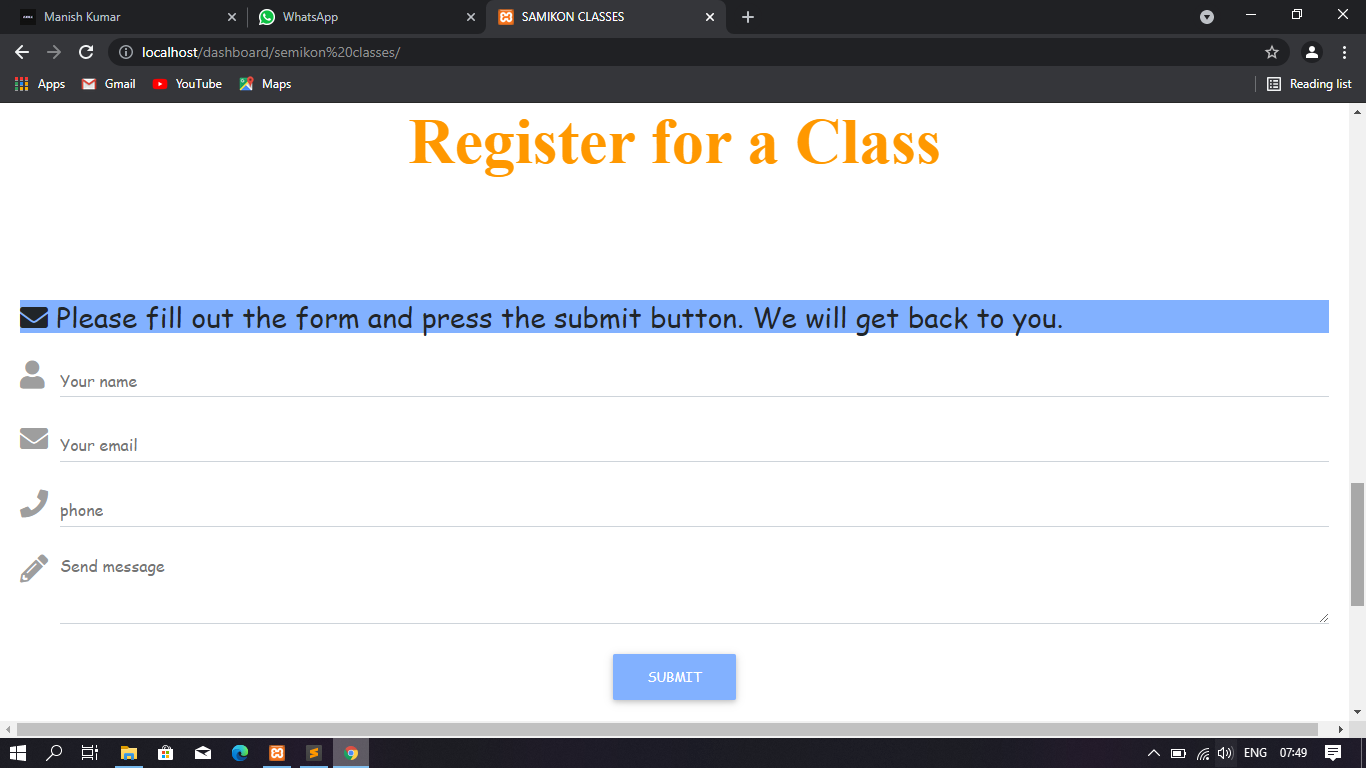 Manish Kumar
WhatsApp
SAMIKON CLASSES
localhost/dashboard/semikon%20classes/
Apps
Gmail
YouTube
Maps
Reading list
Register for a Class
Please fill out the form and press the submit button. We will get back to you.
Your name
Your email
phone
Send message
SUBMIT
ENG
07:49